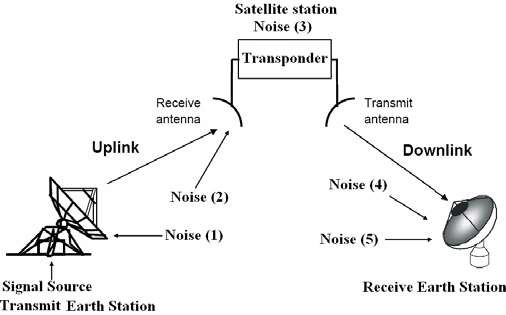 Satellite station
Noise (3)
Transponder
Receive
antenna
Transmit
antenna
Uplink
Downlink
Noise (2)
Noise (4)
Noise (1)
Noise (5)
Signal Source
Transmit Earth Station
Receive Earth Station